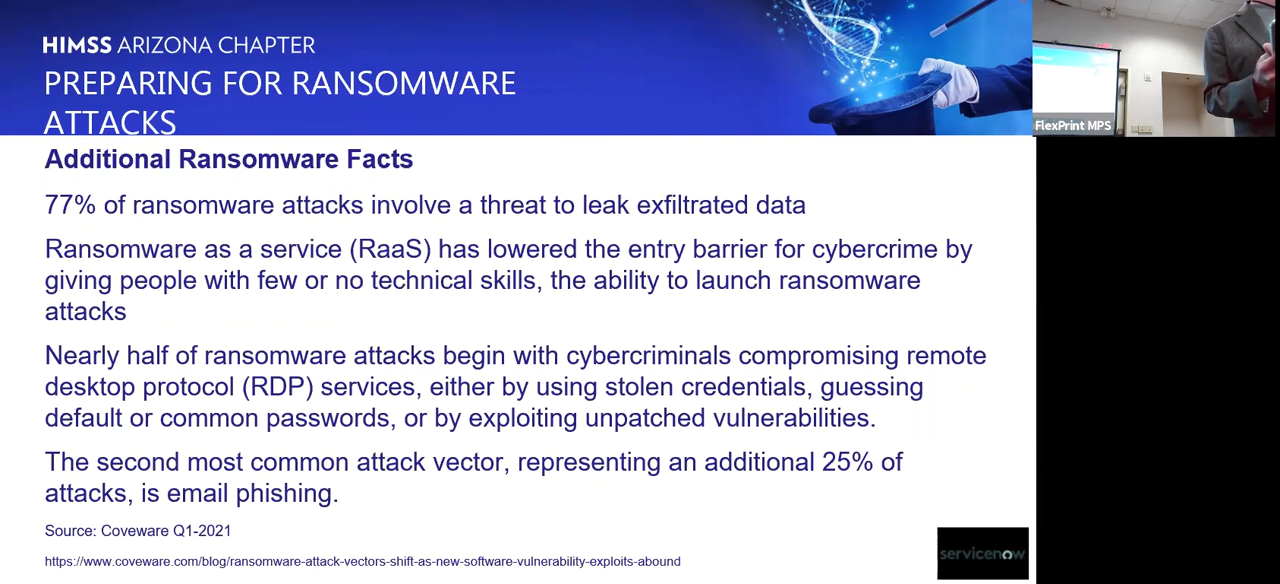 HIMSS ARIZONA CHAPTER
PREPARING FOR RANSOMWARE
ATTACKS
Additional Ransomware Facts
77% of ransomware attacks involve a threat to leak exfiltrated data
Ransomware as a service (RaaS) has lowered the entry barrier for cybercrime by
giving people with few or no technical skills, the ability to launch ransomware
attacks
Nearly half of ransomware attacks begin with cybercriminals compromising remote
desktop protocol (RDP) services, either by using stolen credentials, guessing
default or common passwords, or by exploiting unpatched vulnerabilities.
The second most common attack vector, representing an additional 25% of
attacks, is email phishing.
Source: Coveware Q1-2021
https://www.coveware.com/blog/ransomware-attack-vectors-shift-as-new-software-vulnerability-exploits-abound
servicenow
FlexPrint MPS